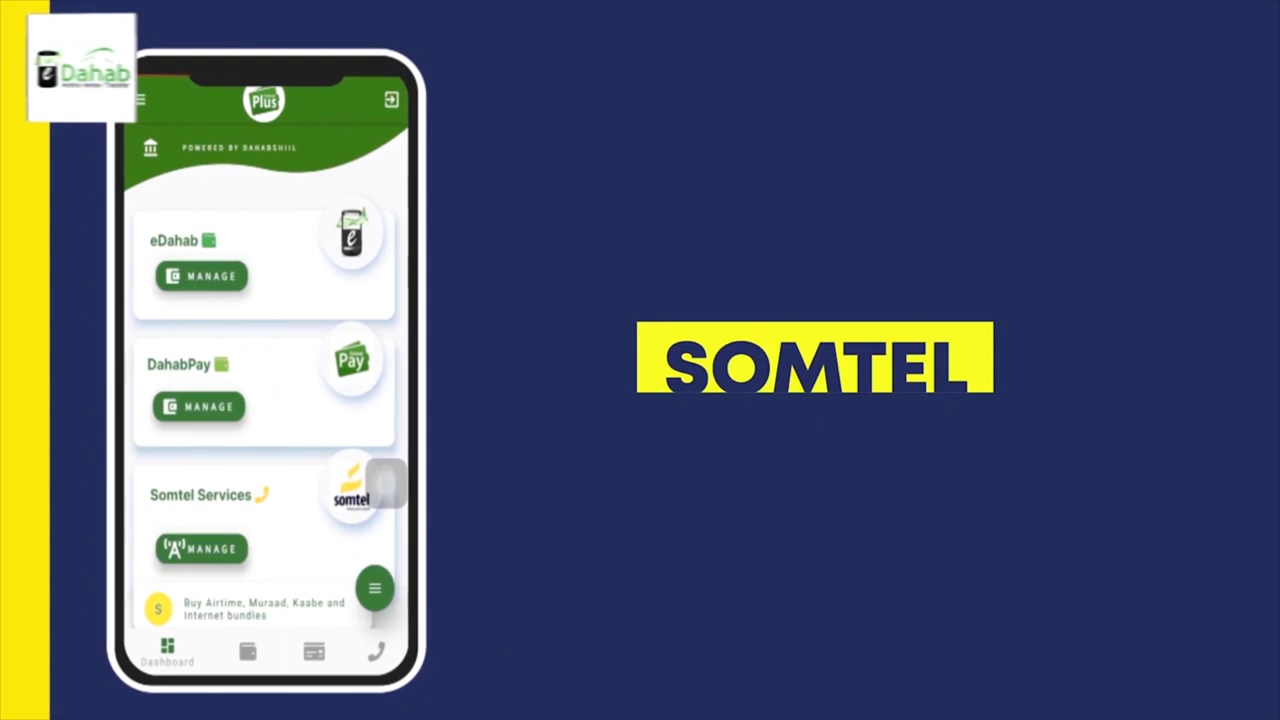 eDahab
Plus
POWERED BY DAHABSHIIL
eDahab
e
MANAGE
DahabPay
Pay
MANAGE
Somtel Services
somtel
MANAGE
S
Buy Airtime, Muraad, Kaabe and
Internet bundles
Dashboard
SOMTEL